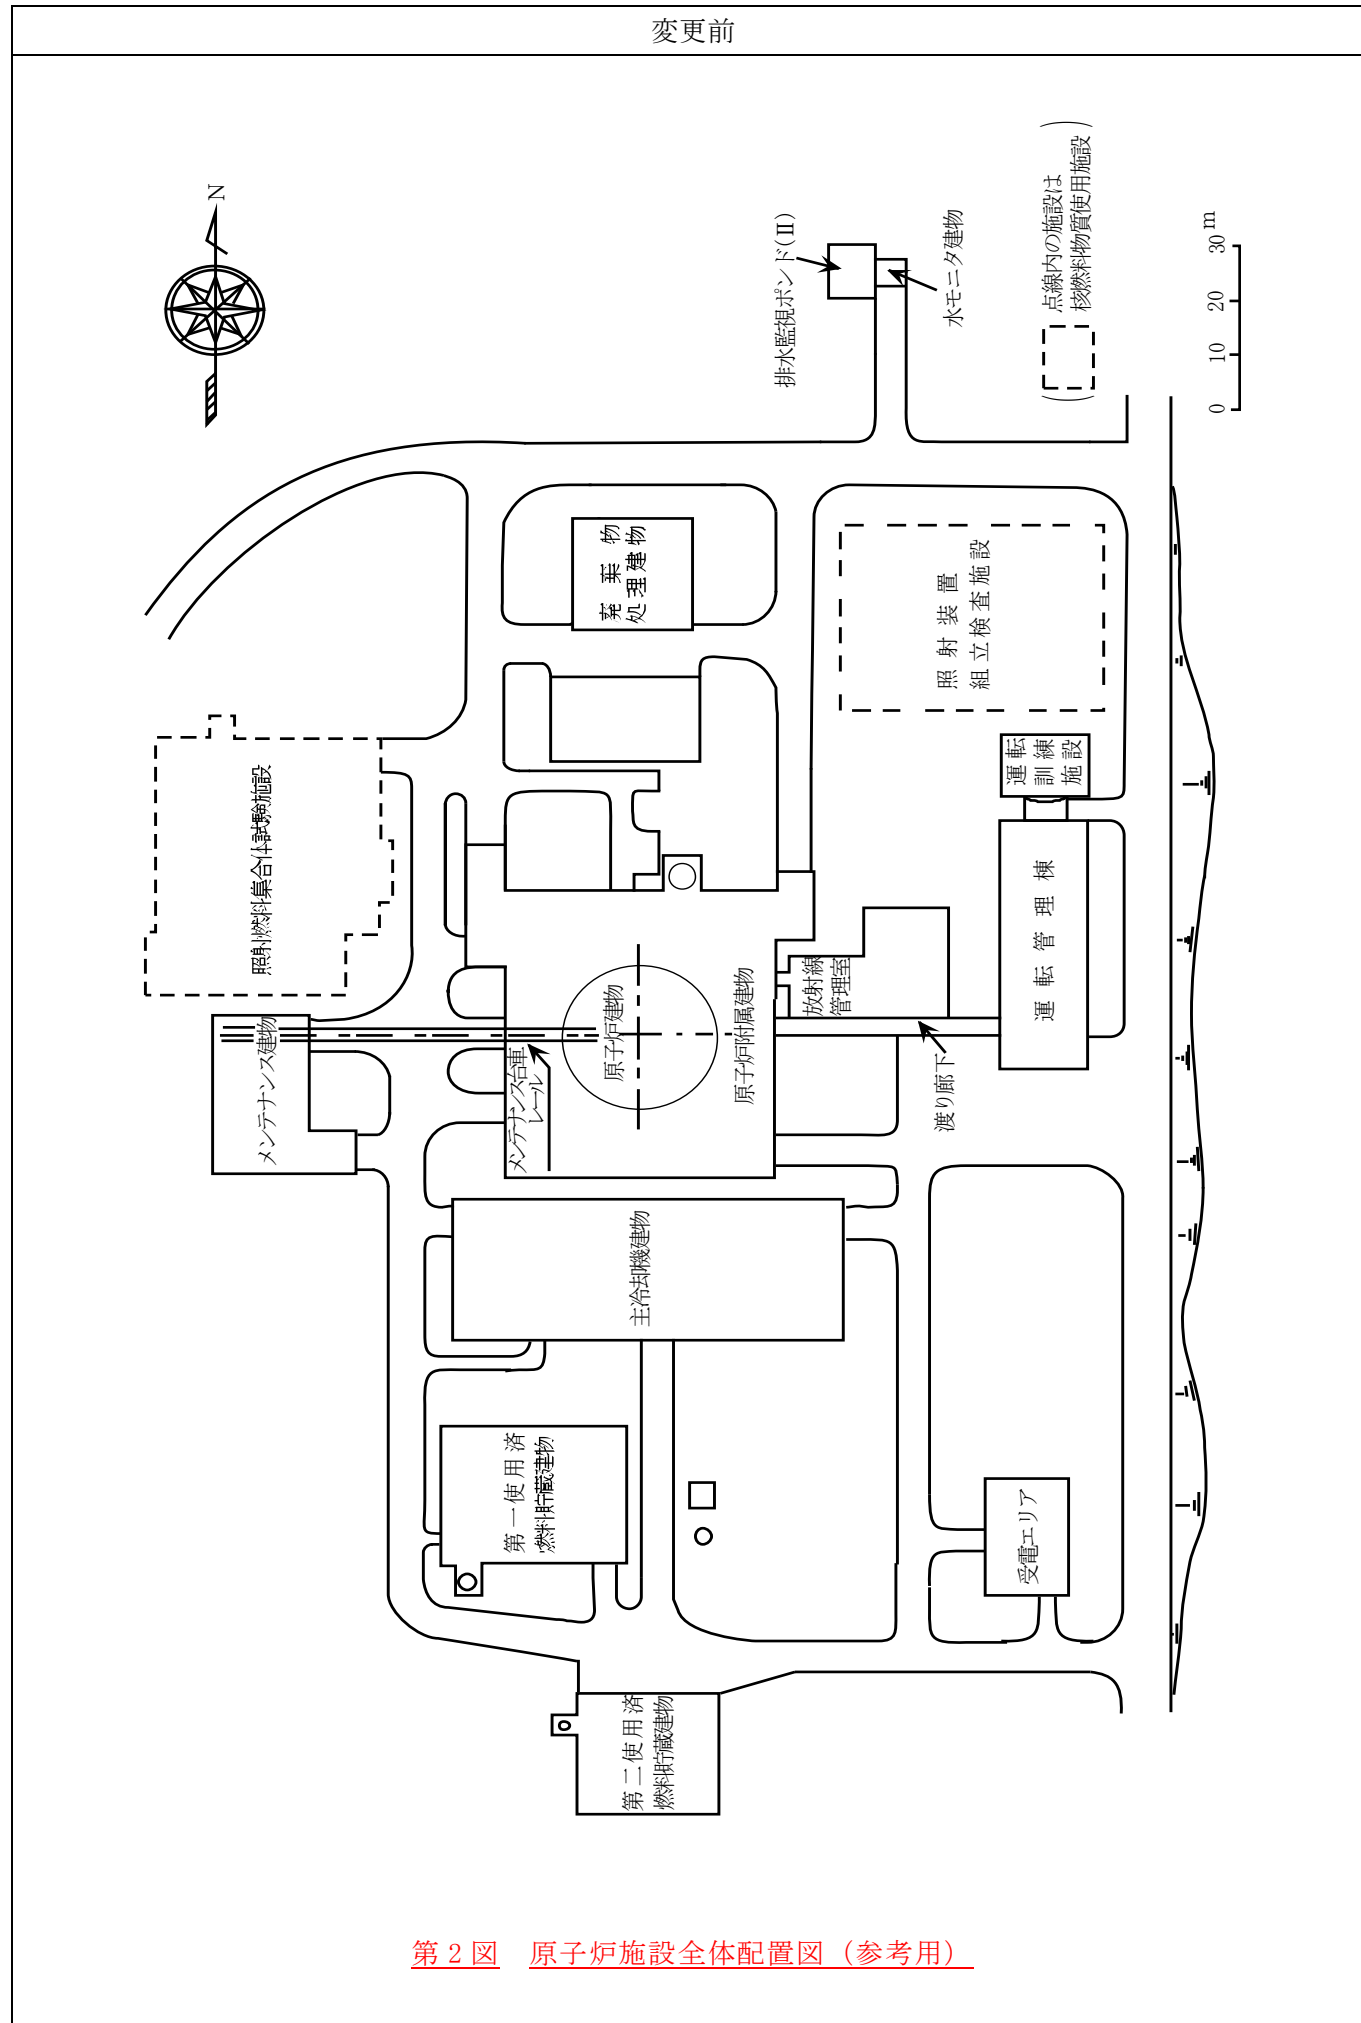 変更前
N
排水監視ポンド(Ⅱ)
水モニタ建物
点線内の施設は
核燃料物質使用施設
0 10 20 30 m
廃棄物
処理建物
照射装置
組立検査施設
照射燃料集合体試験施設
運転
訓練
施設
運転管理棟
放射線
管理室
メンテナンス建物
メンテナンス台車
レール
原子炉建物
原子炉附属建物
渡り廊下
主冷却機建物
第一使用済
燃料貯蔵建物
受電エリア
第二使用済
燃料貯蔵建物
第2図 原子炉施設全体配置図（参考用）